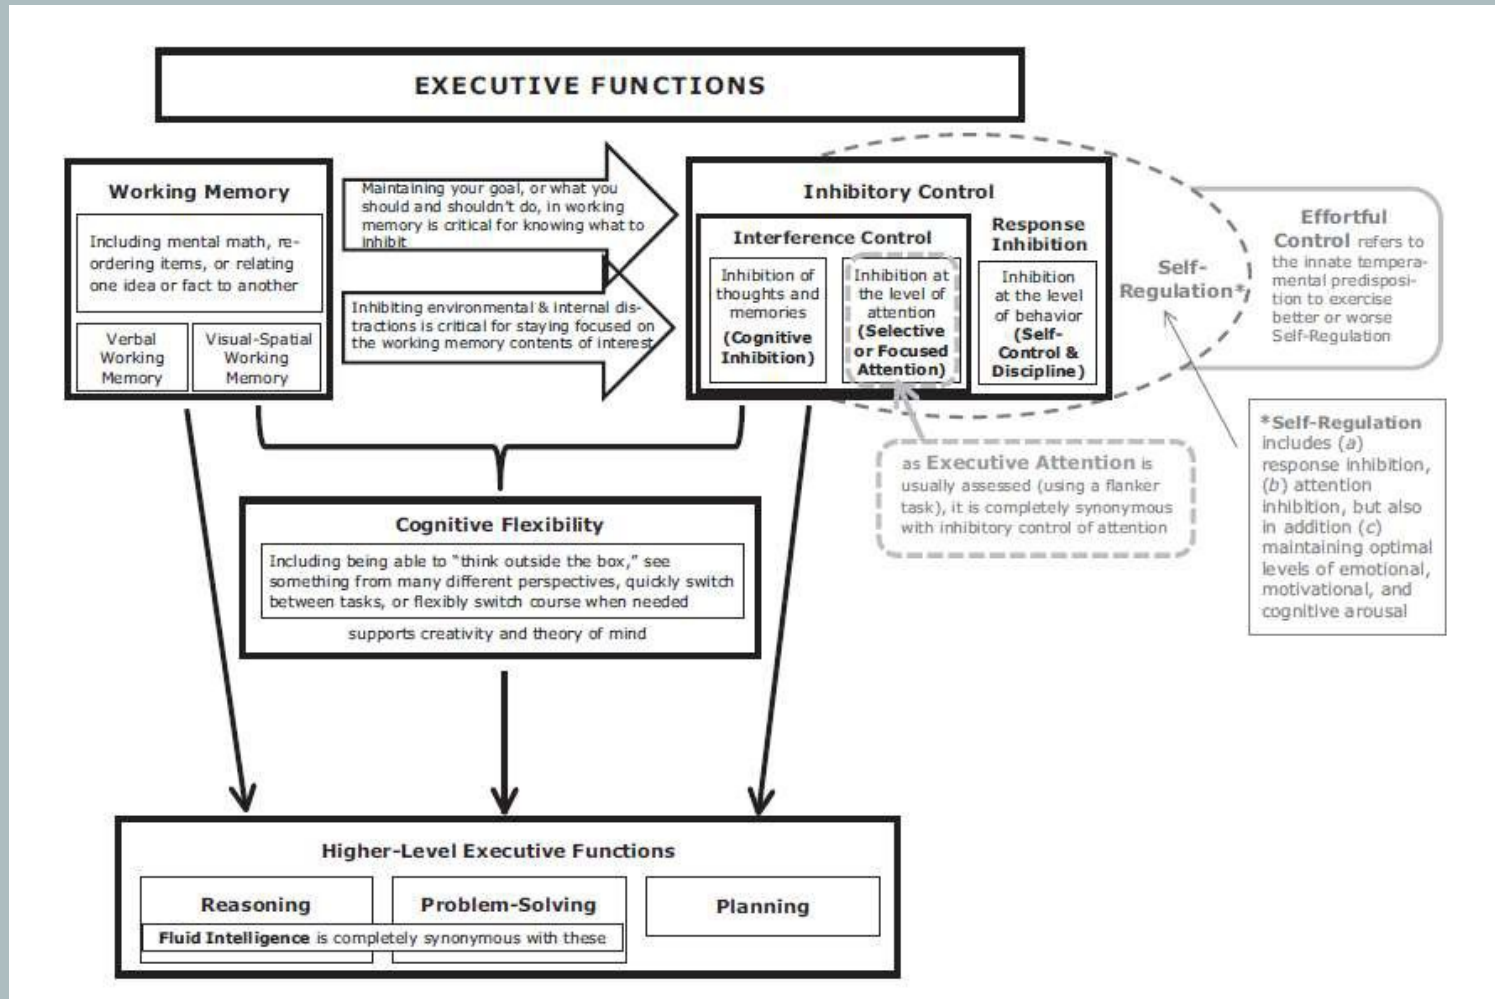 EXECUTIVE FUNCTIONS
Working Memory
Including mental math, re-
ordering items, or relating
one idea or fact to another
Verbal
Working
Memory
Visual-Spatial
Working
Memory
Maintaining your goal, or what you
should and shouldn't do, in working
memory is critical for knowing what to
inhibit
Inhibiting environmental & internal dis-
tractions is critical for staying focused on
the working memory contents of interest
Inhibitory Control
Interference Control
Inhibition of
thoughts and
memories
(Cognitive
Inhibition)
Inhibition at
the level of
attention
(Selective
or Focused
Attention)
Response
Inhibition
Inhibition
at the level
of behavior
(Self-
Control &
Discipline)
Self-
Regulation*
Effortful
Control refers to
the innate tempera-
mental predisposi-
tion to exercise
better or worse
Self-Regulation
*Self-Regulation
includes (a)
response inhibition,
(b) attention
inhibition, but also
in addition (c)
maintaining optimal
levels of emotional,
motivational, and
cognitive arousal
as Executive Attention is
usually assessed (using a flanker
task), it is completely synonymous
with inhibitory control of attention
Cognitive Flexibility
Including being able to "think outside the box," see
something from many different perspectives, quickly switch
between tasks, or flexibly switch course when needed
supports creativity and theory of mind
Higher-Level Executive Functions
Reasoning
Problem-Solving
Planning
Fluid Intelligence is completely synonymous with these